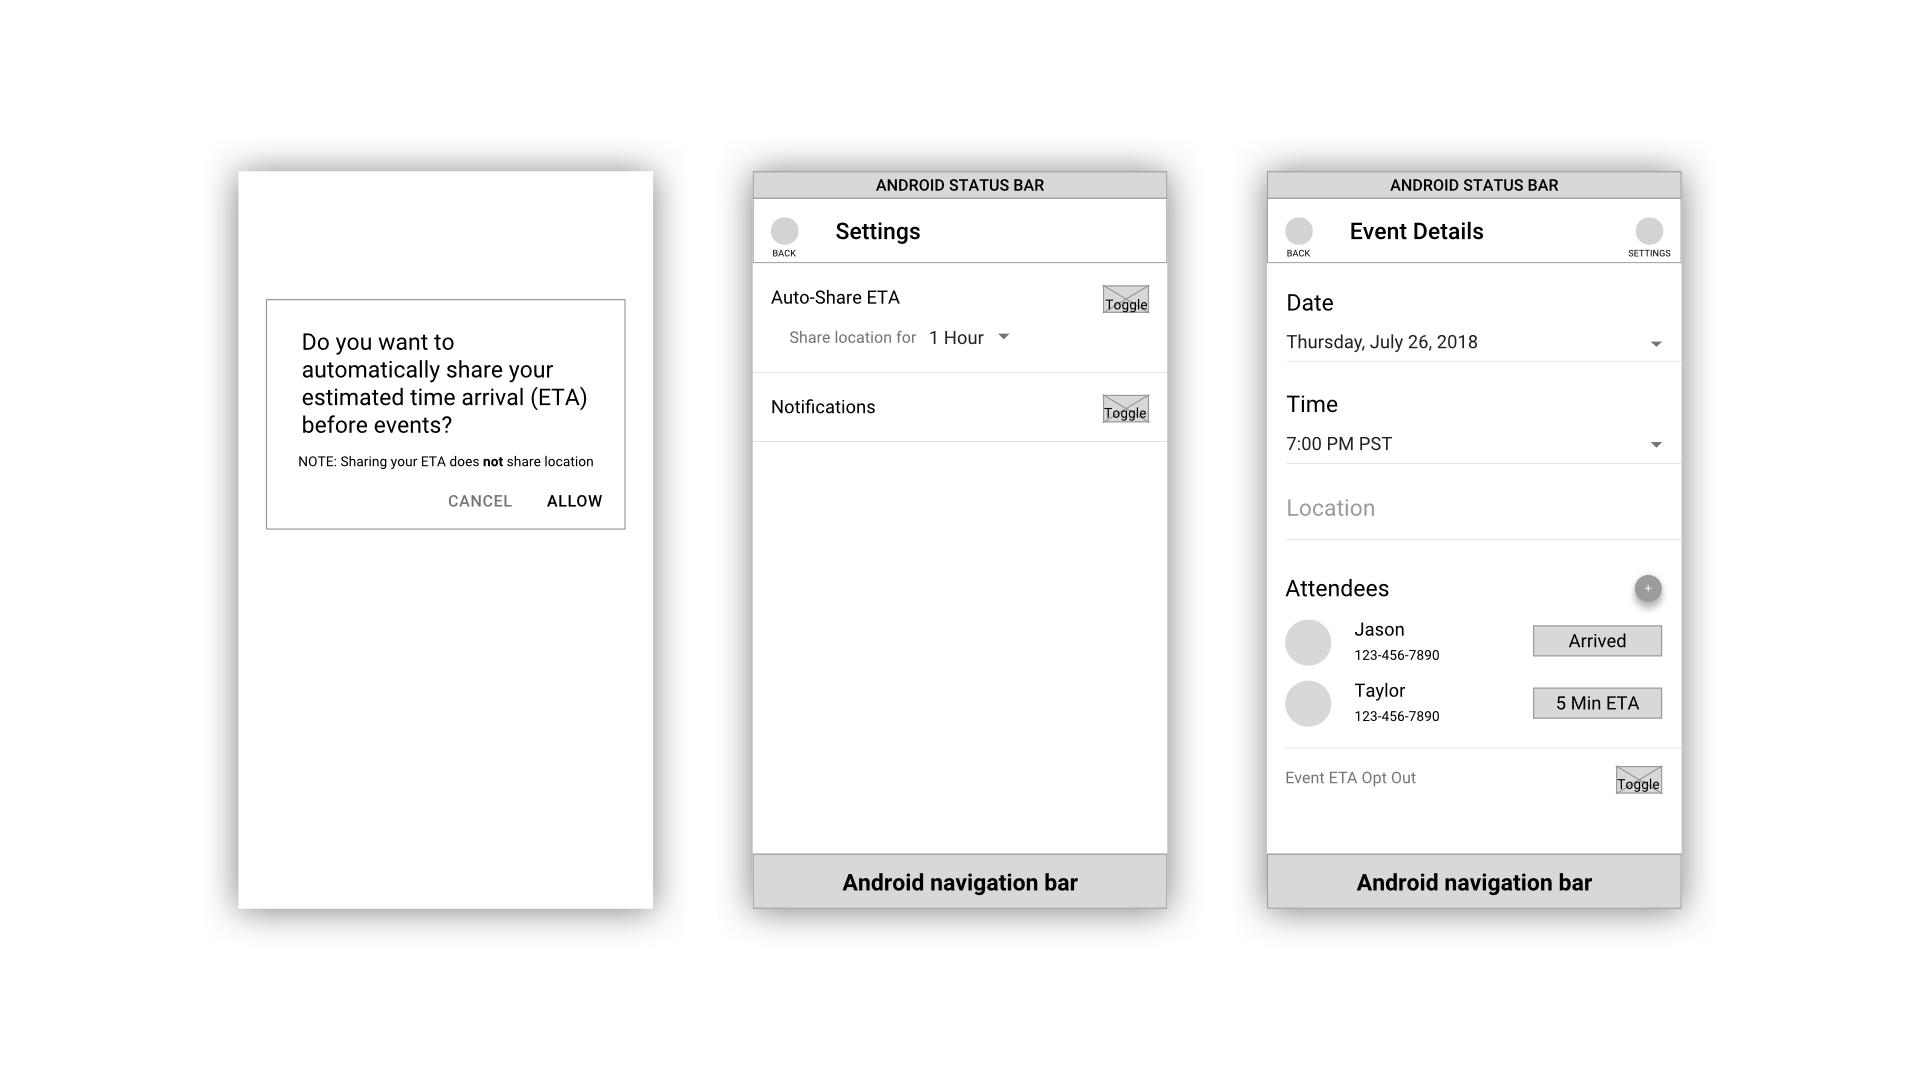 Do you want to
automatically share your
estimated time arrival (ETA)
before events?
NOTE: Sharing your ETA does not share location
CANCEL ALLOW
ANDROID STATUS BAR
Settings
BACK
Auto-Share ETA
Toggle
Share location for 1 Hour
Notifications
Toggle
Android navigation bar
ANDROID STATUS BAR
Event Details
BACK
SETTINGS
Date
Thursday, July 26, 2018
Time
7:00 PM PST
Location
Attendees
+
Jason
123-456-7890
Arrived
Taylor
123-456-7890
5 Min ETA
Event ETA Opt Out
Toggle
Android navigation bar